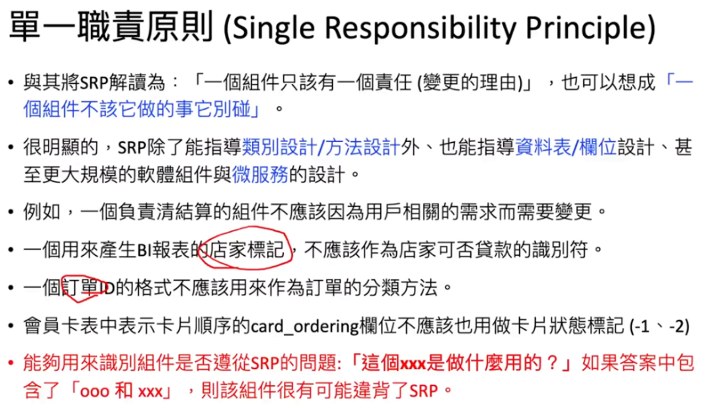 單一職責原則 (Single Responsibility Principle)
• 與其將SRP解讀為：「一個組件只該有一個責任 (變更的理由)」，也可以想成「一
個組件不該它做的事它別碰」。
• 很明顯的，SRP除了能指導類別設計/方法設計外、也能指導資料表/欄位設計、甚
至更大規模的軟體組件與微服務的設計。
• 例如，一個負責清結算的組件不應該因為用戶相關的需求而需要變更。
• 一個用來產生BI報表的店家標記，不應該作為店家可否貸款的識別符。
• 一個訂單ID的格式不應該用來作為訂單的分類方法。
• 會員卡表中表示卡片順序的card_ordering欄位不應該也用做卡片狀態標記 (-1、-2)
• 能夠用來識別組件是否遵從SRP的問題:「這個xxx是做什麼用的？」如果答案中包
含了「ooo 和 xxx」，則該組件很有可能違背了SRP。